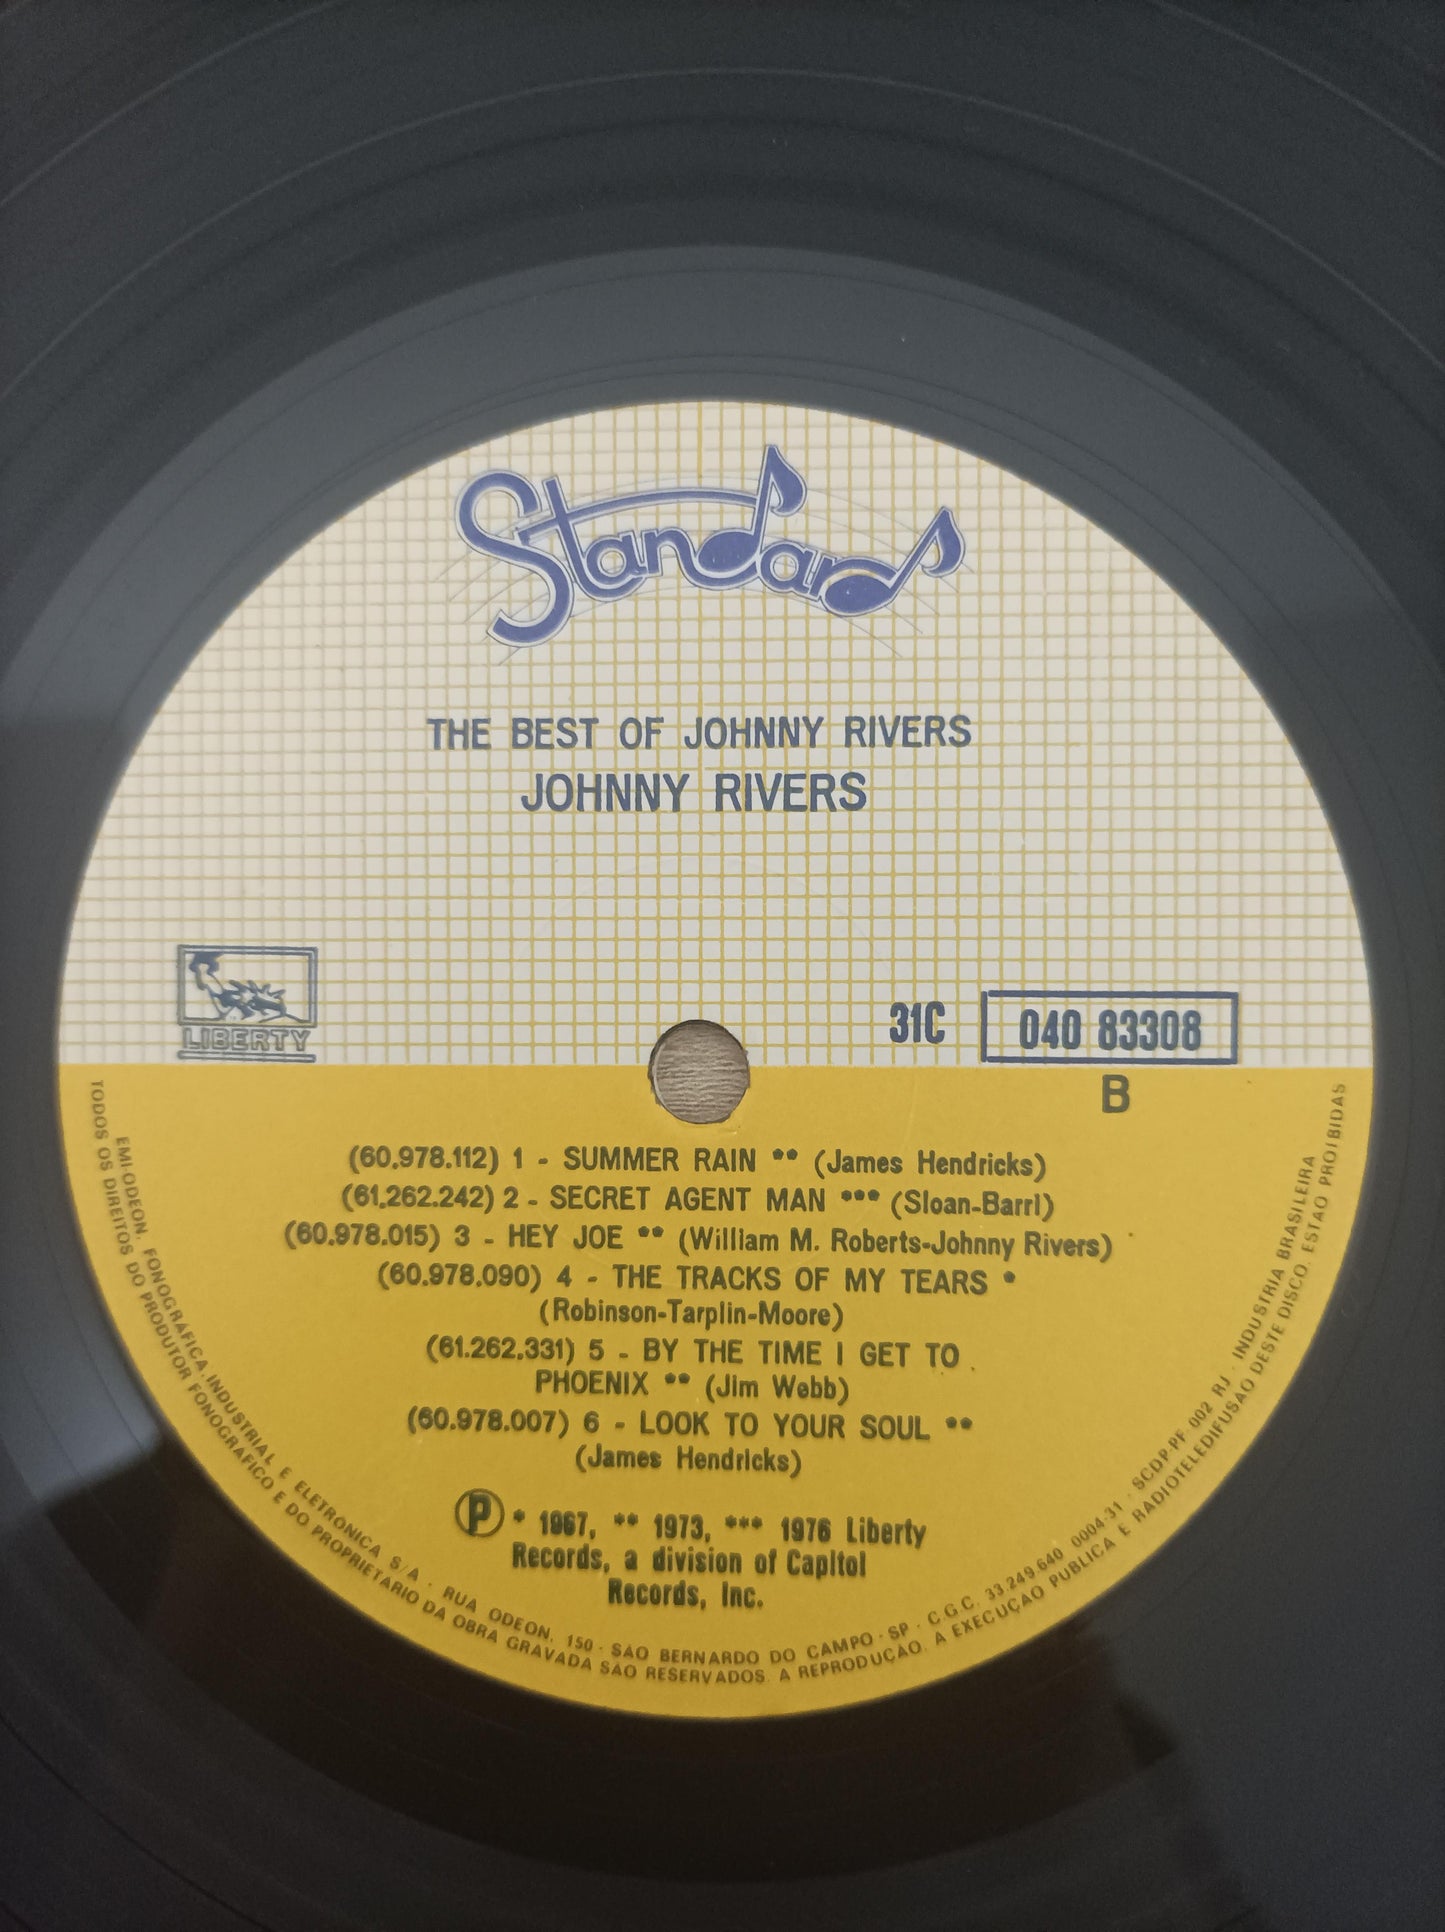 Standard
THE BEST OF JOHNNY RIVERS
JOHNNY RIVERS
LIBERTY
31C 040 83308
B
(60.978.112) 1 - SUMMER RAIN ** (James Hendricks)
(61.262.242) 2 - SECRET AGENT MAN *** (Sloan-Barrl)
(60.978.015) 3 - HEY JOE ** (William M. Roberts-Johnny Rivers)
(60.978.090) 4 - THE TRACKS OF MY TEARS *
(Robinson-Tarplin-Moore)
(61.262.331) 5 - BY THE TIME I GET TO
PHOENIX ** (Jim Webb)
(60.978.007) 6 - LOOK TO YOUR SOUL **
(James Hendricks)
Ⓟ * 1967, ** 1973, *** 1976 Liberty
Records, a division of Capitol
Records, Inc.
EMI-ODEON, FONOGRAFICA, INDUSTRIAL E ELETRONICA S/A · RUA ODEON, 150 · SAO BERNARDO DO CAMPO · SP · C.G.C. 33.249.640 0004-31 · SCDP-PF 002 RJ · INDUSTRIA BRASILEIRA
TODOS OS DIREITOS DO PRODUTOR FONOGRAFICO E DO PROPRIETARIO DA OBRA GRAVADA SAO RESERVADOS. A REPRODUÇAO, A EXECUÇAO PUBLICA E RADIOTELEDIFUSAO DESTE DISCO, ESTAO PROIBIDAS